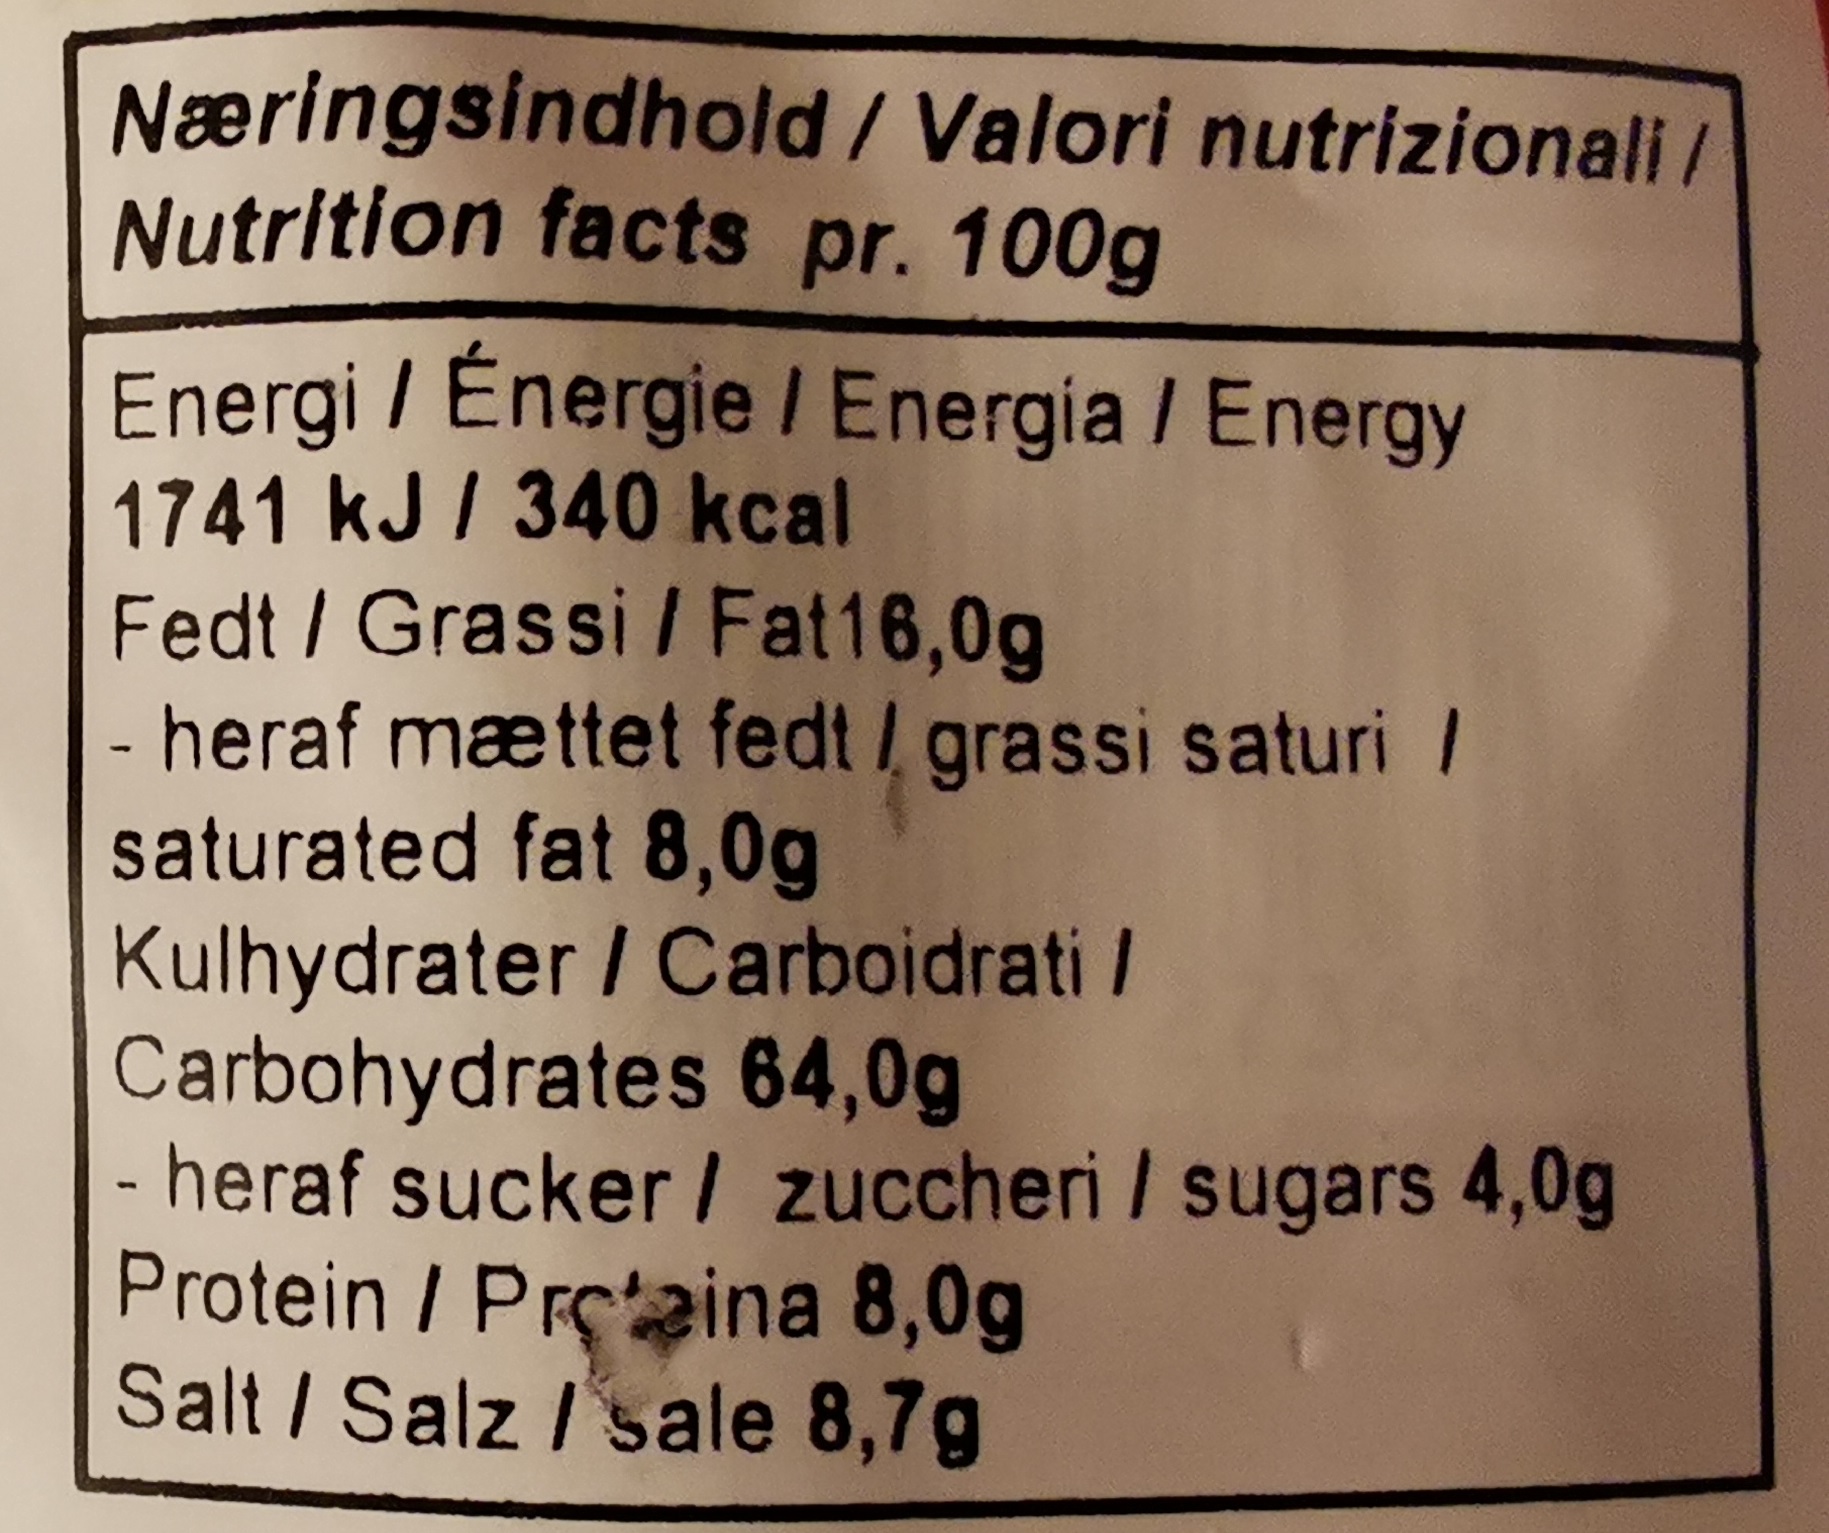 Næringsindhold / Valori nutrizionali /
Nutrition facts pr. 100g
Energi / Énergie / Energia / Energy
1741 kJ / 340 kcal
Fedt / Grassi / Fat16,0g
- heraf mættet fedt / grassi saturi /
saturated fat 8,0g
Kulhydrater / Carboidrati /
Carbohydrates 64,0g
- heraf sucker / zuccheri / sugars 4,0g
Protein / Proteina 8,0g
Salt / Salz / Sale 8,7g